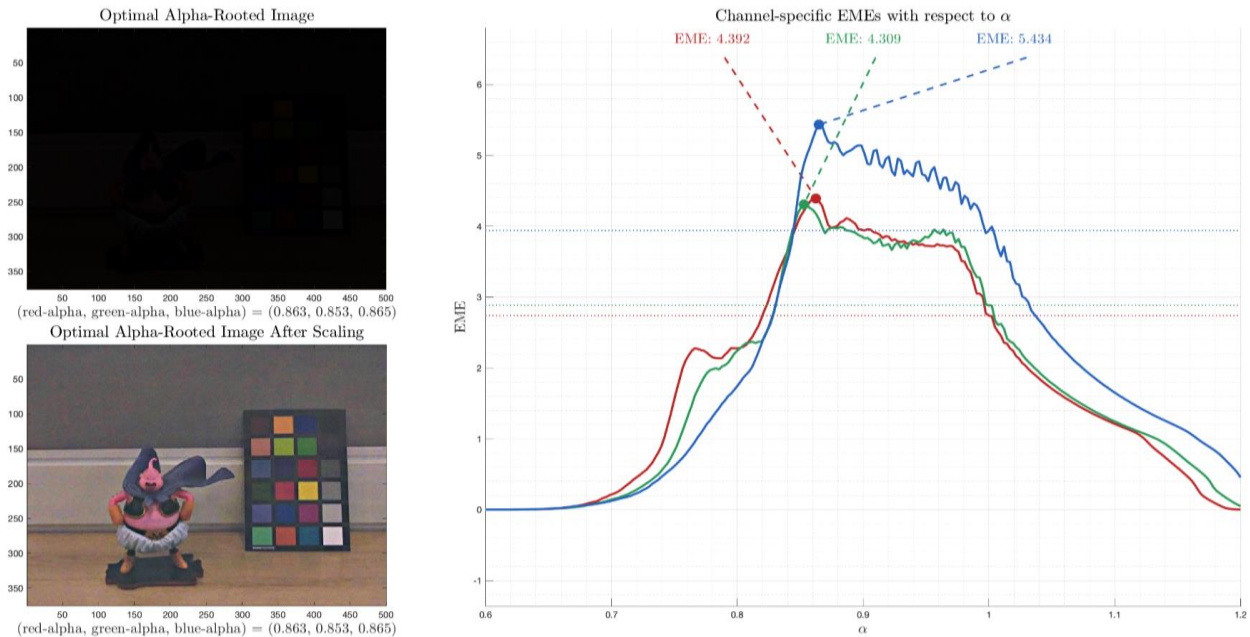 Optimal Alpha-Rooted Image
50
100
150
200
250
300
350
50 100 150 200 250 300 350 400 450 500
(red-alpha, green-alpha, blue-alpha) = (0.863, 0.853, 0.865)
Optimal Alpha-Rooted Image After Scaling
50
100
150
200
250
300
350
50 100 150 200 250 300 350 400 450 500
(red-alpha, green-alpha, blue-alpha) = (0.863, 0.853, 0.865)
Channel-specific EMEs with respect to α
EME: 4.392 EME: 4.309 EME: 5.434
EME
6
5
4
3
2
1
0
-1
0.6 0.7 0.8 0.9 1 1.1 1.2
α